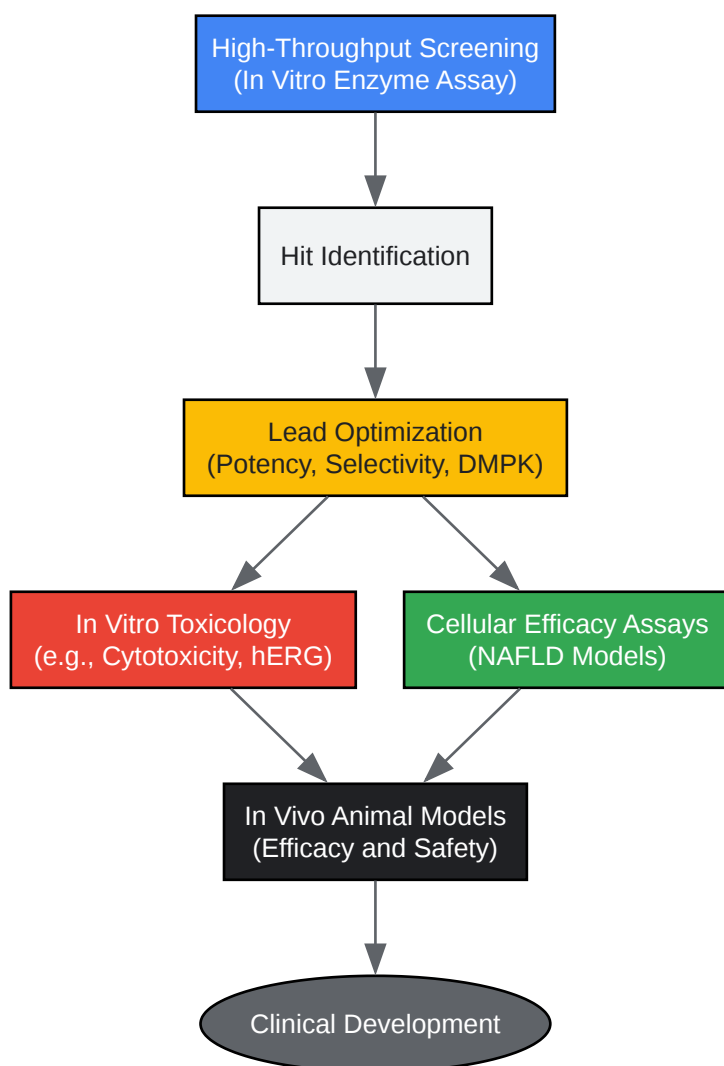 High-Throughput Screening
(In Vitro Enzyme Assay)
Hit Identification
Lead Optimization
(Potency, Selectivity, DMPK)
In Vitro Toxicology
(e.g., Cytotoxicity, hERG)
Cellular Efficacy Assays
(NAFLD Models)
In Vivo Animal Models
(Efficacy and Safety)
Clinical Development